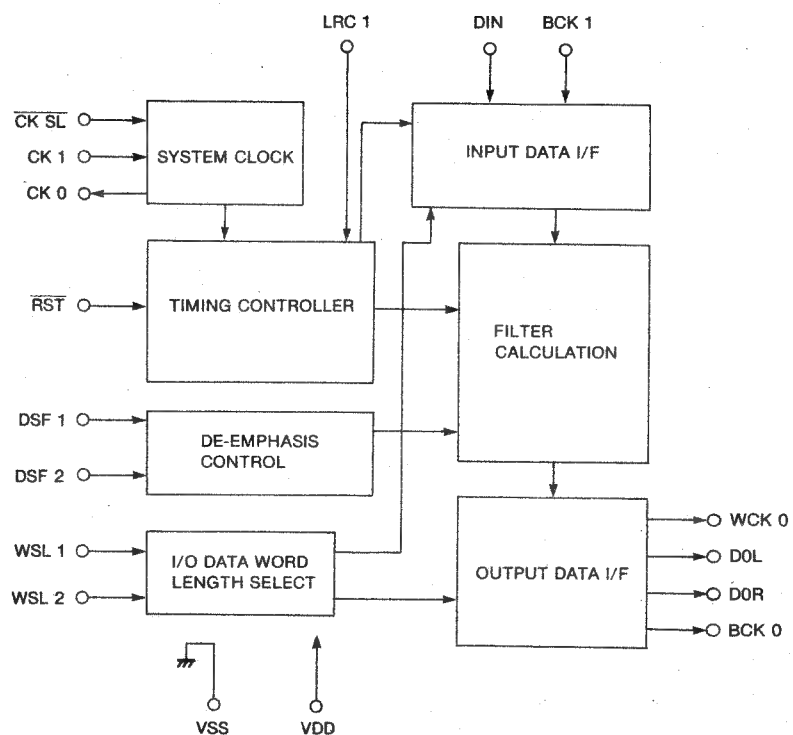 LRC 1
DIN
BCK 1
CK SL
CK 1
CK 0
SYSTEM CLOCK
INPUT DATA I/F
RST
TIMING CONTROLLER
FILTER
CALCULATION
DSF 1
DSF 2
DE-EMPHASIS
CONTROL
WSL 1
WSL 2
I/O DATA WORD
LENGTH SELECT
OUTPUT DATA I/F
WCK 0
D0L
D0R
BCK 0
VSS
VDD